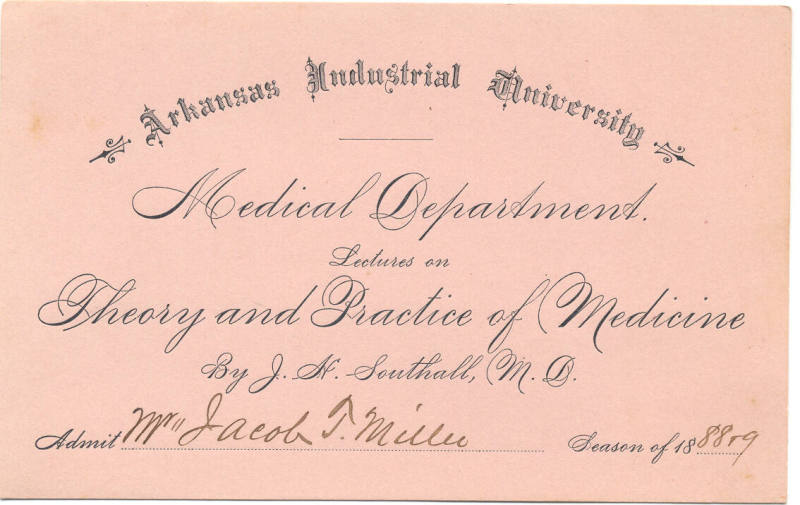 Arkansas Industrial University
Medical Department.
Lectures on
Theory and Practice of Medicine
By J. H. Southall, M. D.
Admit Mr. Jacob T. Miller Season of 1888-9